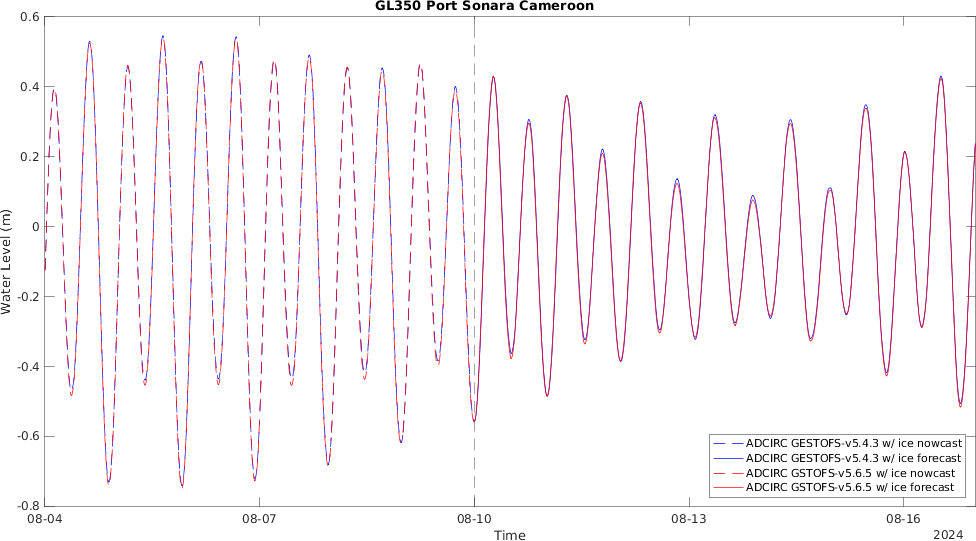 GL350 Port Sonara Cameroon
0.6
0.4
0.2
0
-0.2
-0.4
-0.6
-0.8
Water Level (m)
ADCIRC GESTOFS-v5.4.3 w/ ice nowcast
ADCIRC GESTOFS-v5.4.3 w/ ice forecast
ADCIRC GSTOFS-v5.6.5 w/ ice nowcast
ADCIRC GSTOFS-v5.6.5 w/ ice forecast
08-04 08-07 08-10 08-13 08-16
Time
2024